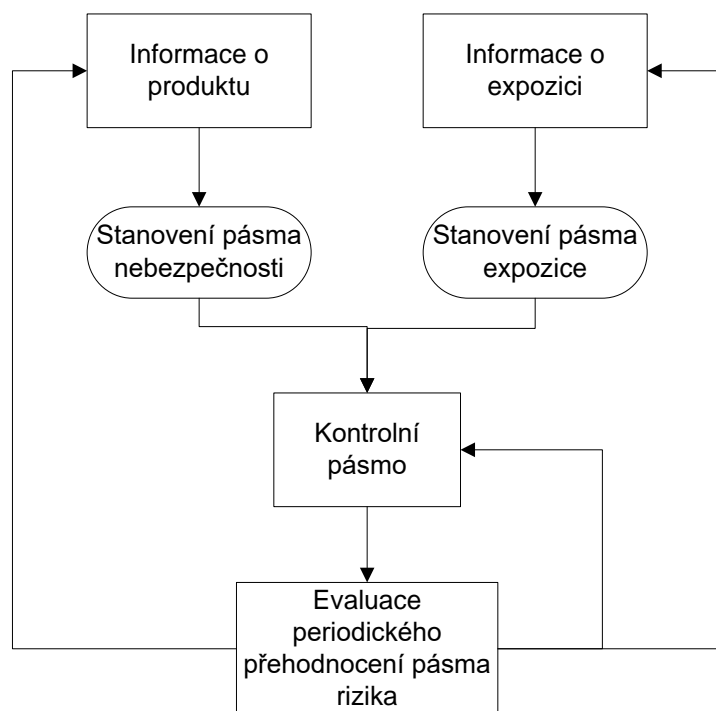 Informace o
produktu
Informace o
expozici
Stanovení pásma
nebezpečnosti
Stanovení pásma
expozice
Kontrolní
pásmo
Evaluace
periodického
přehodnocení pásma
rizika